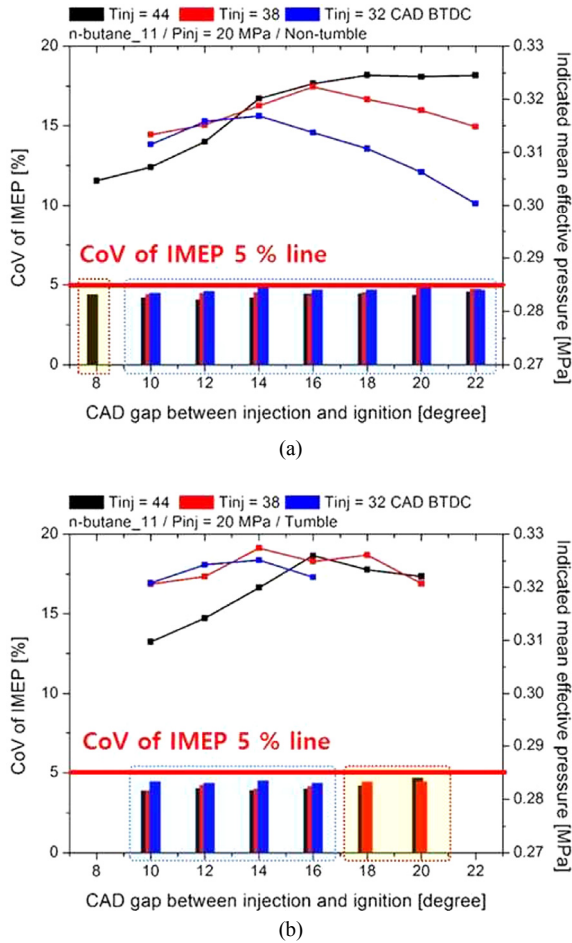 Tinj = 44 Tinj = 38 Tinj = 32 CAD BTDC
n-butane_11 / Pinj = 20 MPa / Non-tumble
20 0.33
0.32
15
0.31
10 0.30
CoV of IMEP 5 % line
0.29
5
0.28
0 0.27
8 10 12 14 16 18 20 22
CoV of IMEP [%]
Indicated mean effective pressure [MPa]
CAD gap between injection and ignition [degree]
(a)
Tinj = 44 Tinj = 38 Tinj = 32 CAD BTDC
n-butane_11 / Pinj = 20 MPa / Tumble
20 0.33
0.32
15
0.31
10 0.30
CoV of IMEP 5 % line
0.29
5
0.28
0 0.27
8 10 12 14 16 18 20 22
CoV of IMEP [%]
Indicated mean effective pressure [MPa]
CAD gap between injection and ignition [degree]
(b)